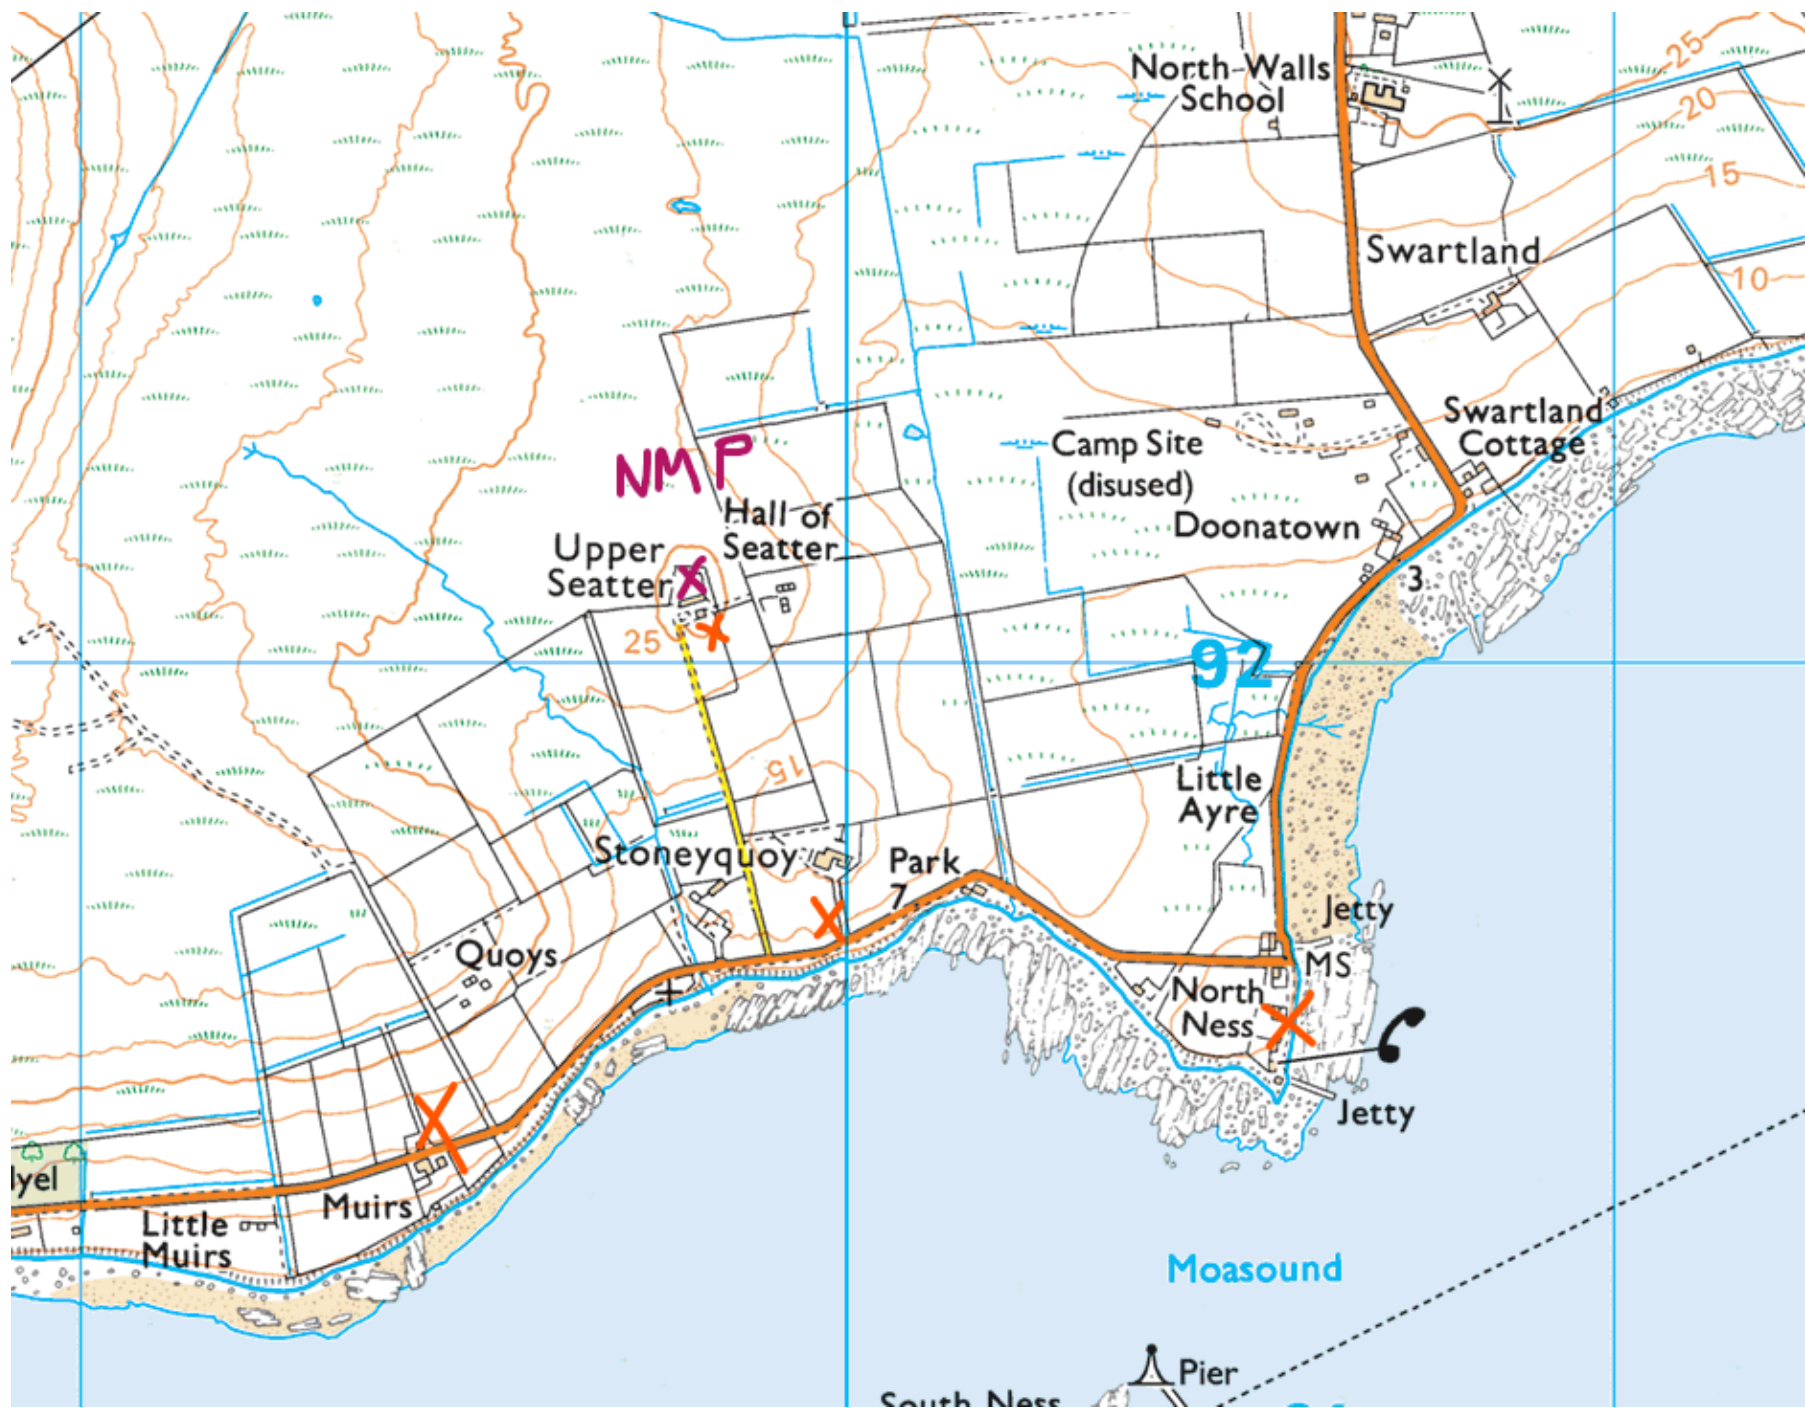 25
North Walls
School
20
15
Swartland
10
Swartland
Cottage
NMP
Camp Site
(disused)
Hall of
Seatter
Doonatown
Upper
Seatter
3
25
92
15
Little
Ayre
Stoneyquoy
Park
7
Jetty
Quoys
MS
North
Ness
Jetty
lyel
Muirs
Little
Muirs
Moasound
Pier
South Ness